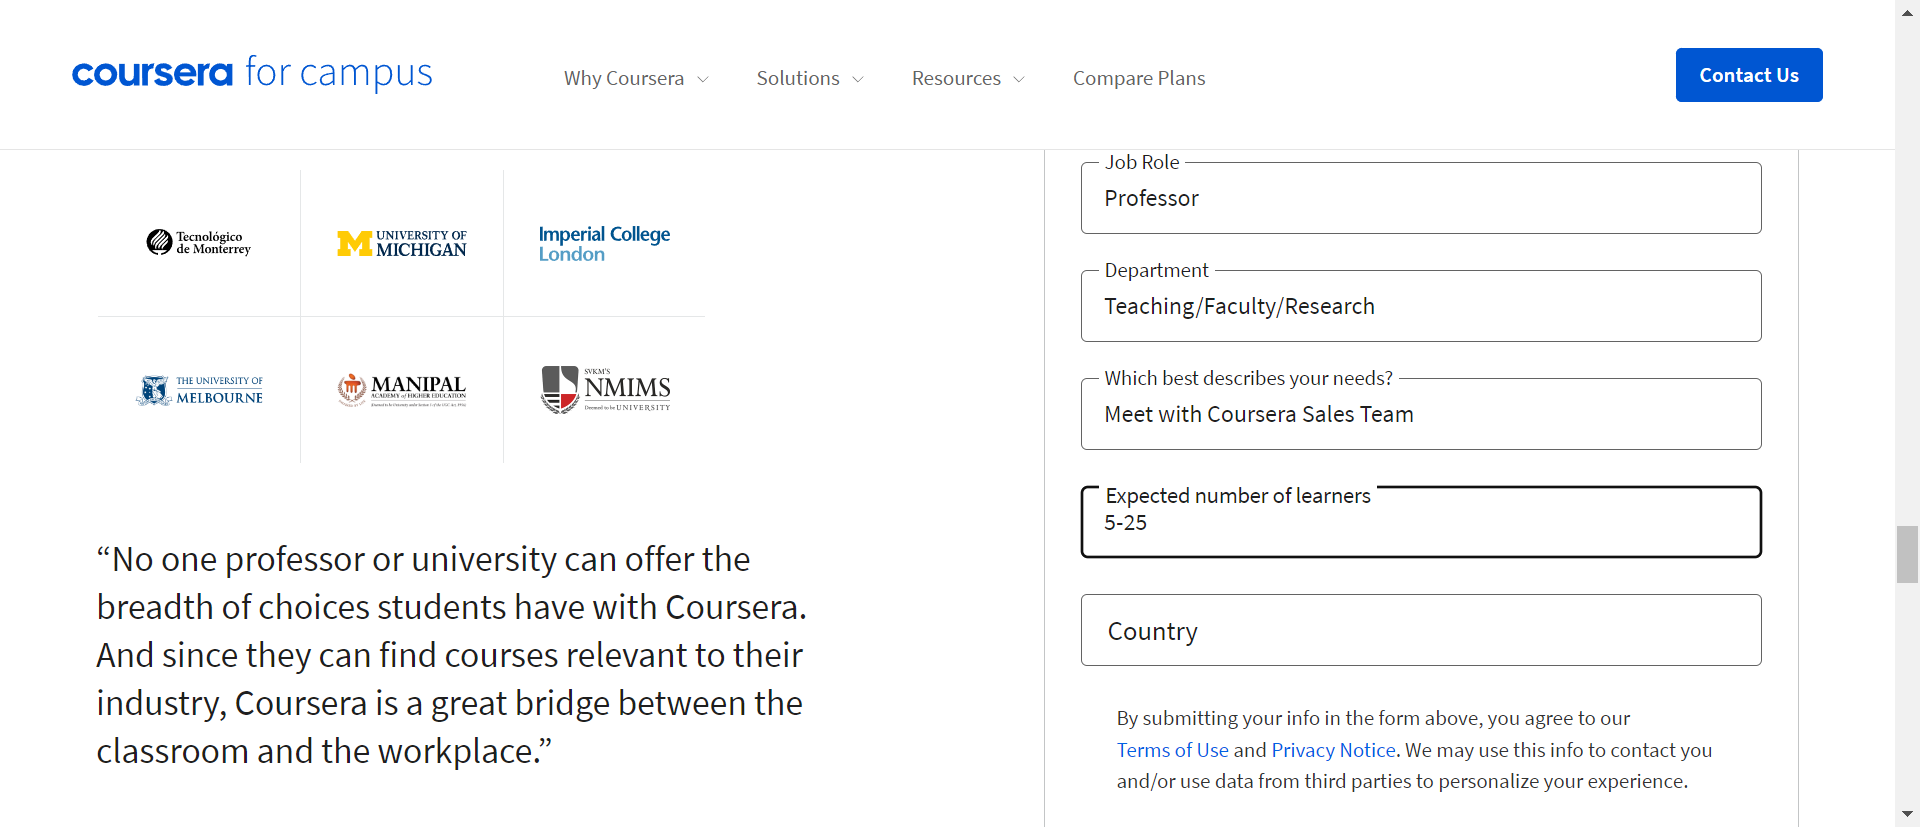 coursera for campus
Why Coursera
Solutions
Resources
Compare Plans
Contact Us
Tecnológico
de Monterrey
UNIVERSITY OF
MICHIGAN
Imperial College
London
THE UNIVERSITY OF
MELBOURNE
MANIPAL
ACADEMY of HIGHER EDUCATION
SVKM'S
NMIMS
Deemed to be UNIVERSITY
“No one professor or university can offer the
breadth of choices students have with Coursera.
And since they can find courses relevant to their
industry, Coursera is a great bridge between the
classroom and the workplace.”
Job Role
Professor
Department
Teaching/Faculty/Research
Which best describes your needs?
Meet with Coursera Sales Team
Expected number of learners
5-25
Country
By submitting your info in the form above, you agree to our
Terms of Use and Privacy Notice. We may use this info to contact you
and/or use data from third parties to personalize your experience.